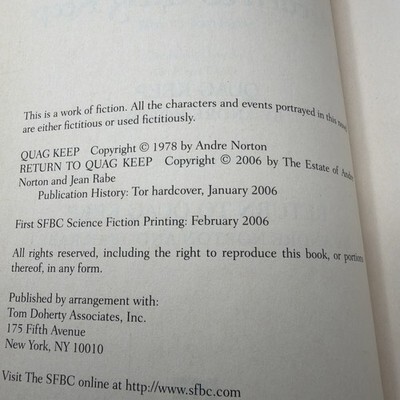 This is a work of fiction. All the characters and events portrayed in this
are either fictitious or used fictitiously.
QUAG KEEP Copyright © 1978 by Andre Norton
RETURN TO QUAG KEEP Copyright © 2006 by The Estate of Andre
Norton and Jean Rabe
Publication History: Tor hardcover, January 2006
First SFBC Science Fiction Printing: February 2006
All rights reserved, including the right to reproduce this book, or portions
thereof, in any form.
Published by arrangement with:
Tom Doherty Associates, Inc.
175 Fifth Avenue
New York, NY 10010
Visit The SFBC online at http://www.sfbc.com